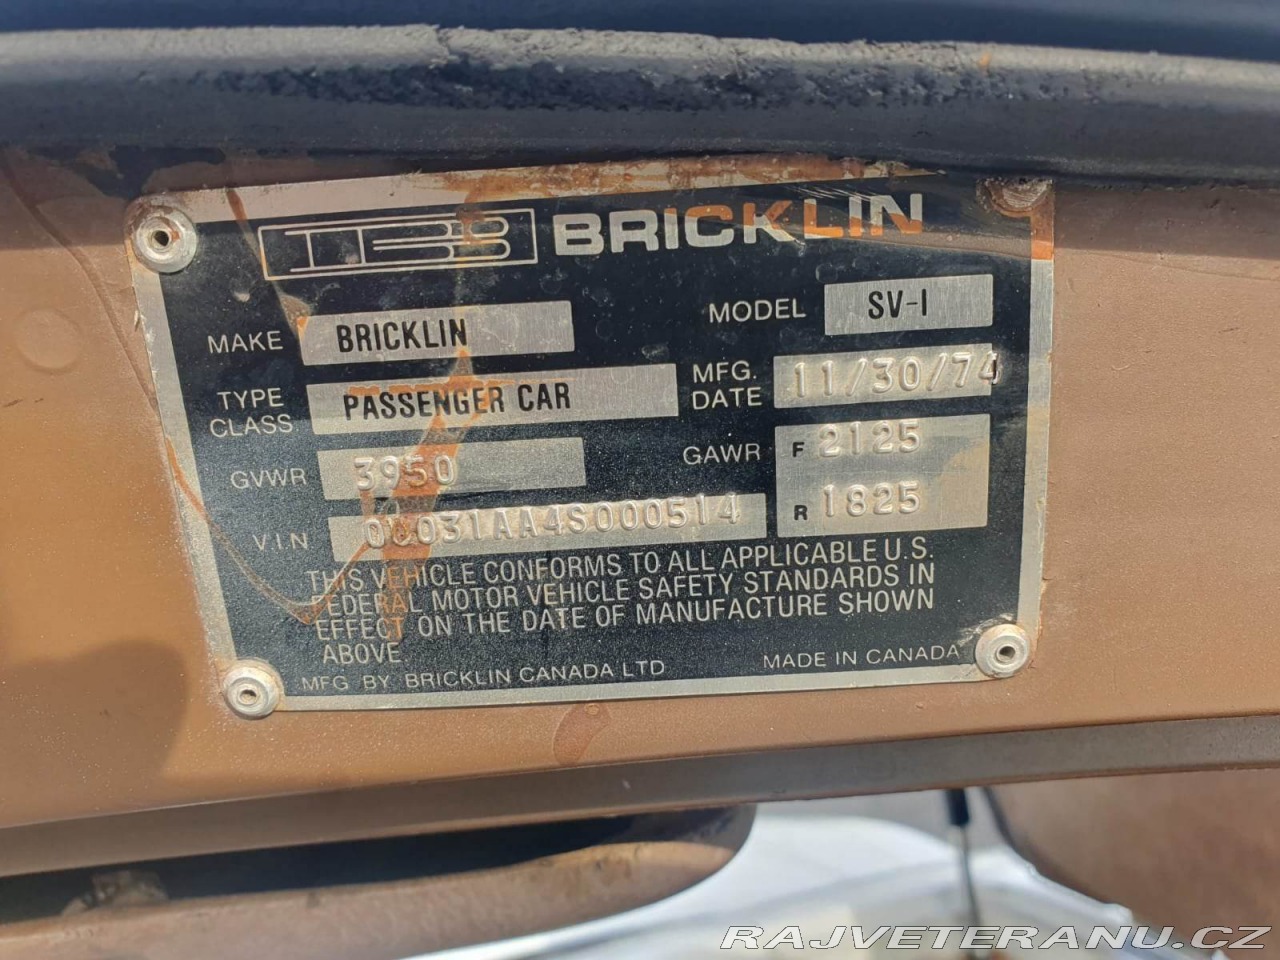 BRICKLIN
MAKE BRICKLIN MODEL SV-1
TYPE CLASS PASSENGER CAR MFG. DATE 11/30/74
GVWR 3950 GAWR F 2125
R 1825
V.I.N 00031AA4S000514
THIS VEHICLE CONFORMS TO ALL APPLICABLE U.S.
FEDERAL MOTOR VEHICLE SAFETY STANDARDS IN
EFFECT ON THE DATE OF MANUFACTURE SHOWN
ABOVE.
MFG BY. BRICKLIN CANADA LTD MADE IN CANADA
RAJVETERANU.CZ